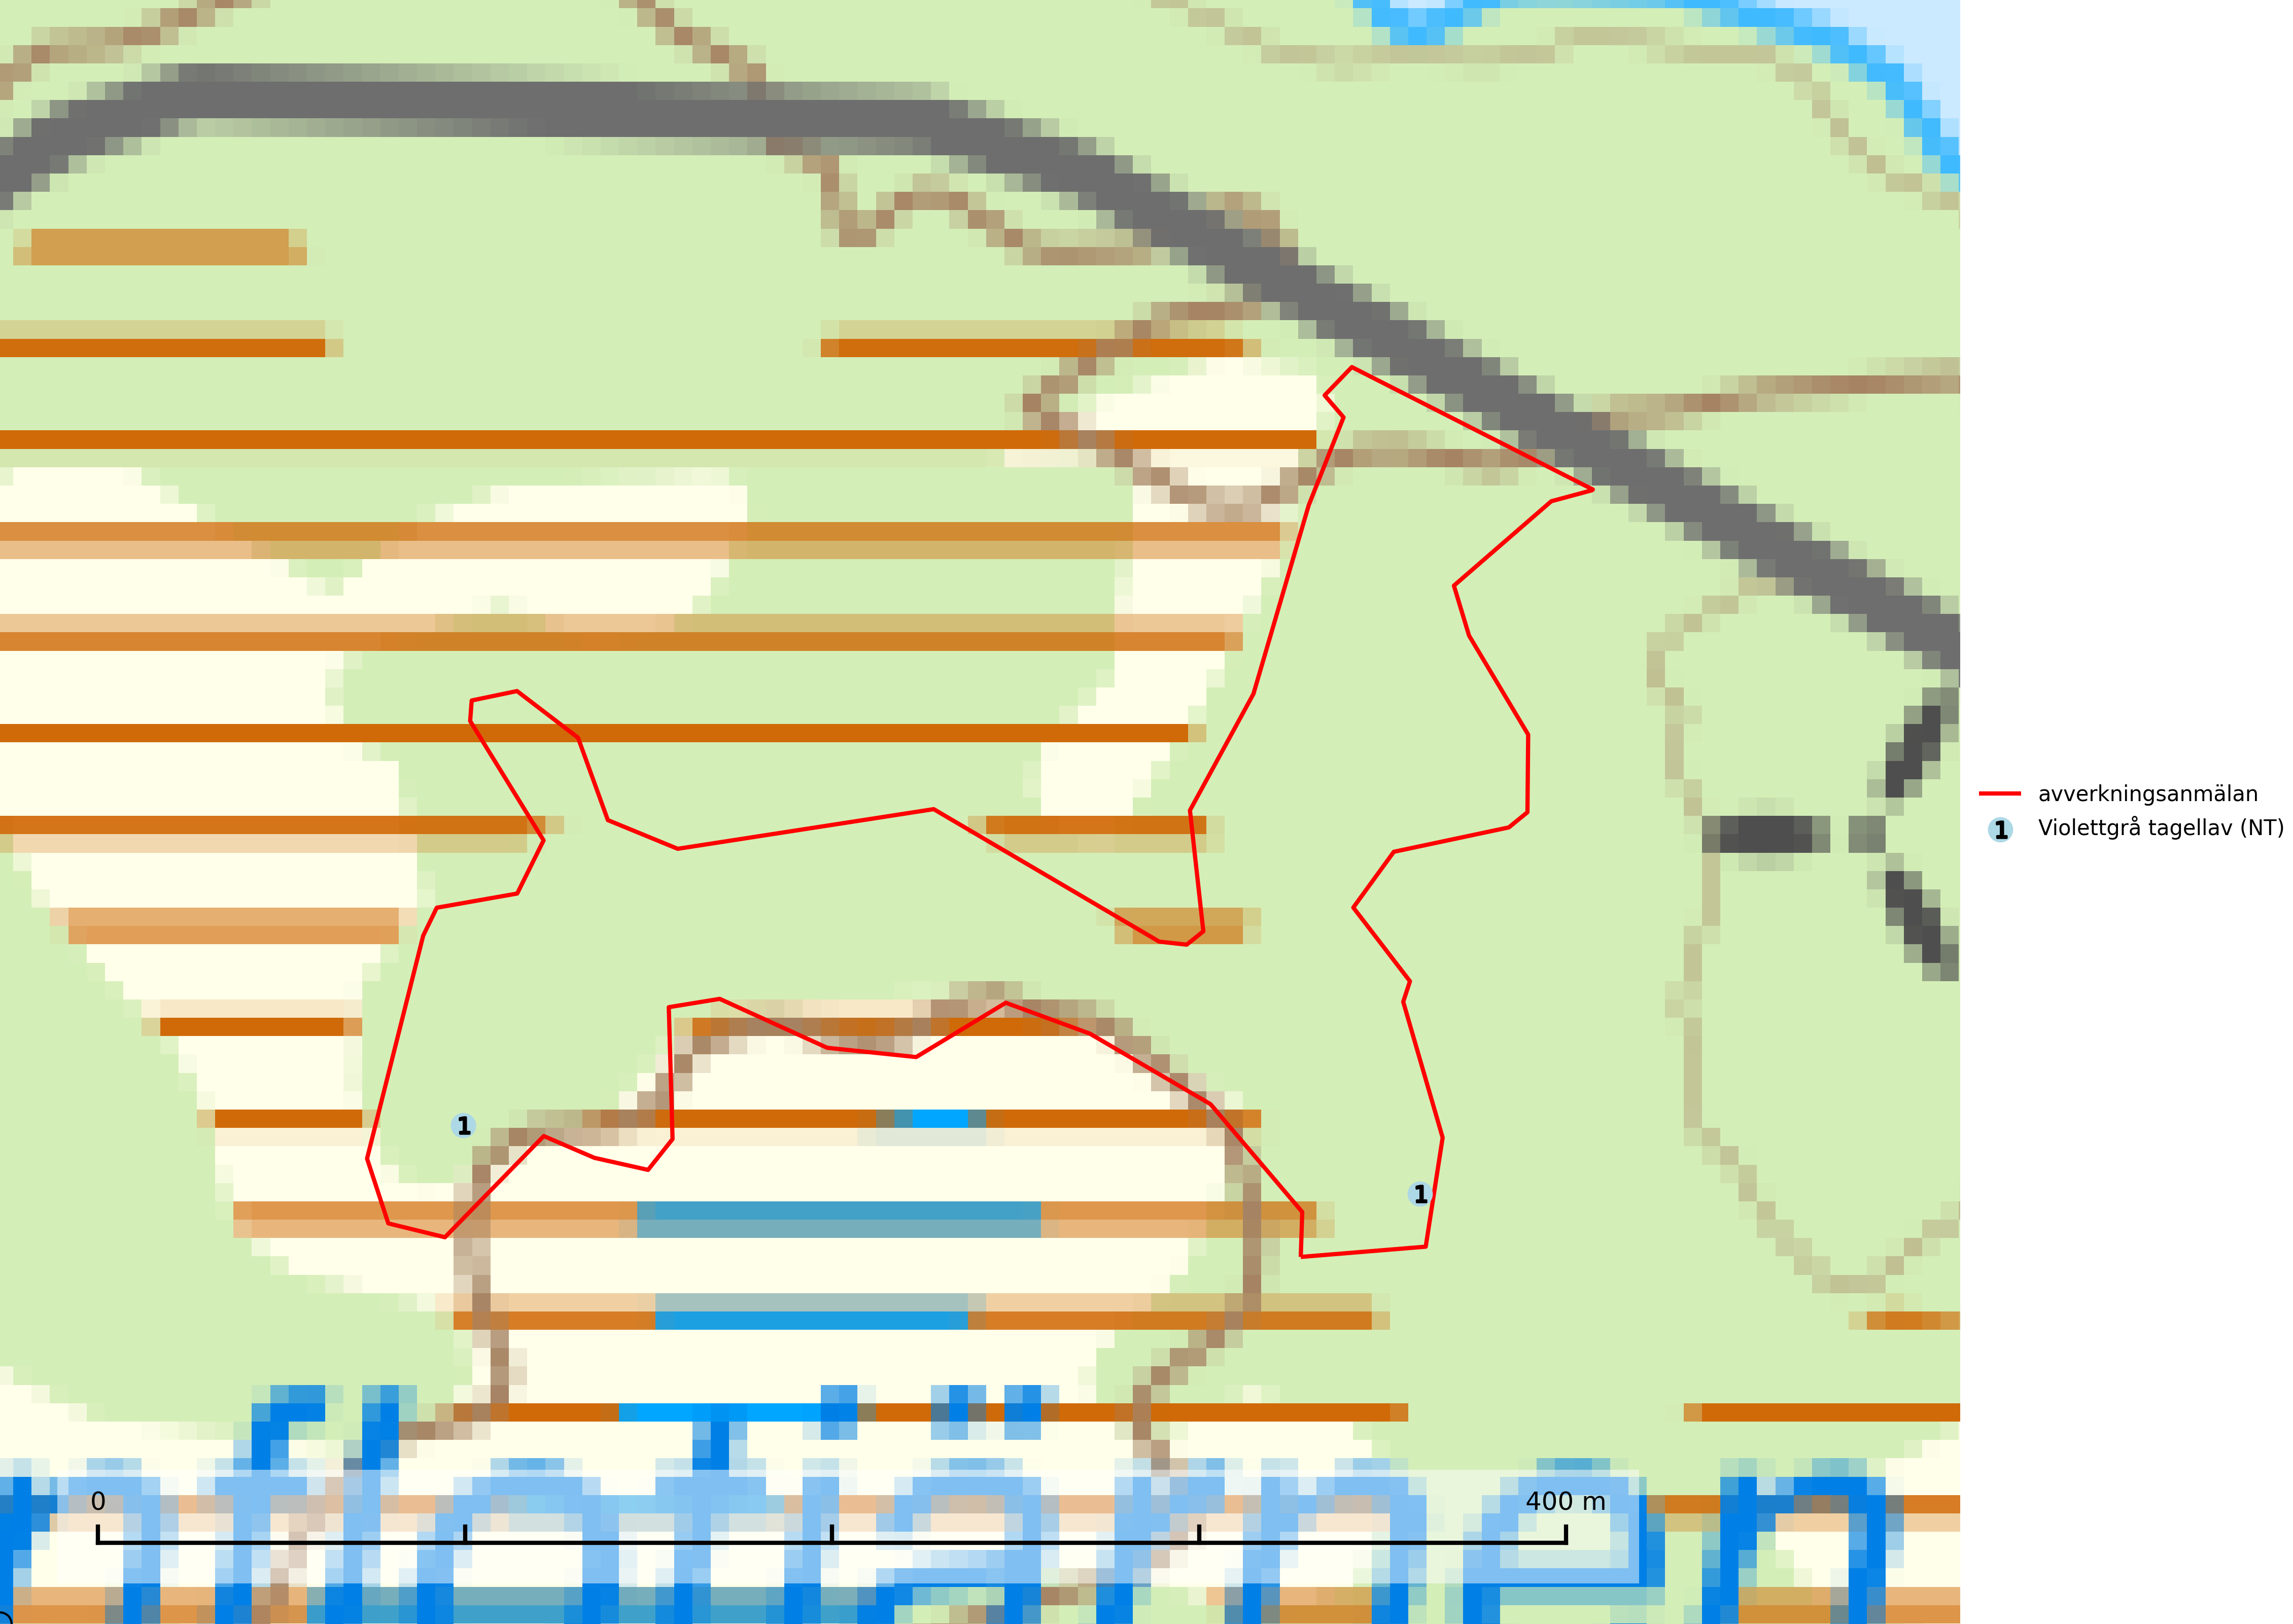 avverkningsanmälan
1 Violettgrå tagellav (NT)
1
1
0 400 m